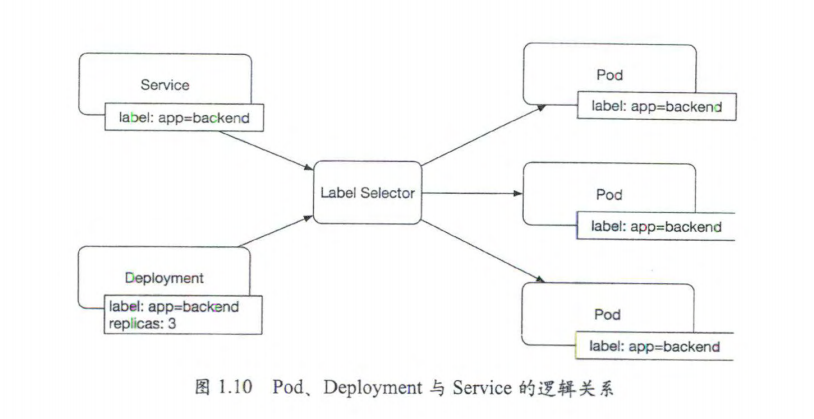 Service
label: app=backend
Deployment
label: app=backend
replicas: 3
Label Selector
Pod
label: app=backend
Pod
label: app=backend
Pod
label: app=backend
图 1.10 Pod、Deployment 与 Service 的逻辑关系